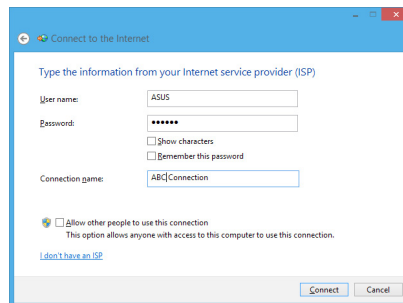 Connect to the Internet
Type the information from your Internet service provider (ISP)
User name: ASUS
Password: ••••••
Show characters
Remember this password
Connection name: ABC Connection
Allow other people to use this connection
This option allows anyone with access to this computer to use this connection.
I don't have an ISP
Connect Cancel